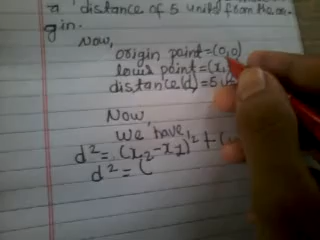 a distance of 5 units from the ori-
gin.
Now,
origin point = (0,0)
locus point = (x,
distance(d) = 5 uni
Now,
We have,
d² = (x₂-x₁)² + (
d² = (